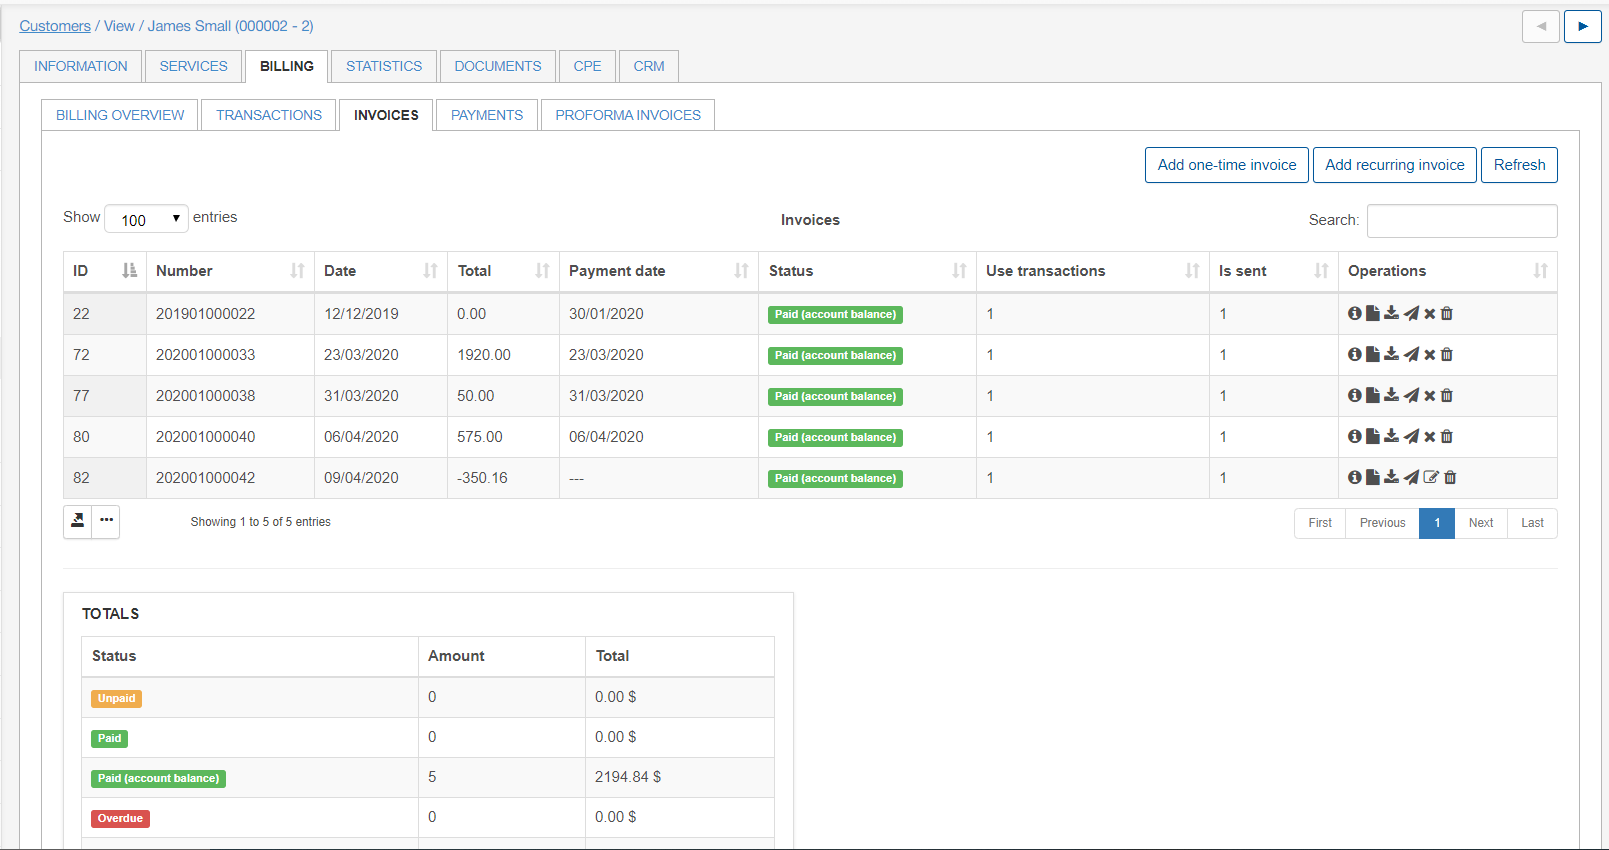 Customers / View / James Small (000002 - 2)
INFORMATION SERVICES BILLING STATISTICS DOCUMENTS CPE CRM
BILLING OVERVIEW TRANSACTIONS INVOICES PAYMENTS PROFORMA INVOICES
Add one-time invoice Add recurring invoice Refresh
Show 100 entries Invoices Search:
ID Number Date Total Payment date Status Use transactions Is sent Operations
22 201901000022 12/12/2019 0.00 30/01/2020 Paid (account balance) 1 1
72 202001000033 23/03/2020 1920.00 23/03/2020 Paid (account balance) 1 1
77 202001000038 31/03/2020 50.00 31/03/2020 Paid (account balance) 1 1
80 202001000040 06/04/2020 575.00 06/04/2020 Paid (account balance) 1 1
82 202001000042 09/04/2020 -350.16 --- Paid (account balance) 1 1
Showing 1 to 5 of 5 entries First Previous 1 Next Last
TOTALS
Status Amount Total
Unpaid 0 0.00 $
Paid 0 0.00 $
Paid (account balance) 5 2194.84 $
Overdue 0 0.00 $